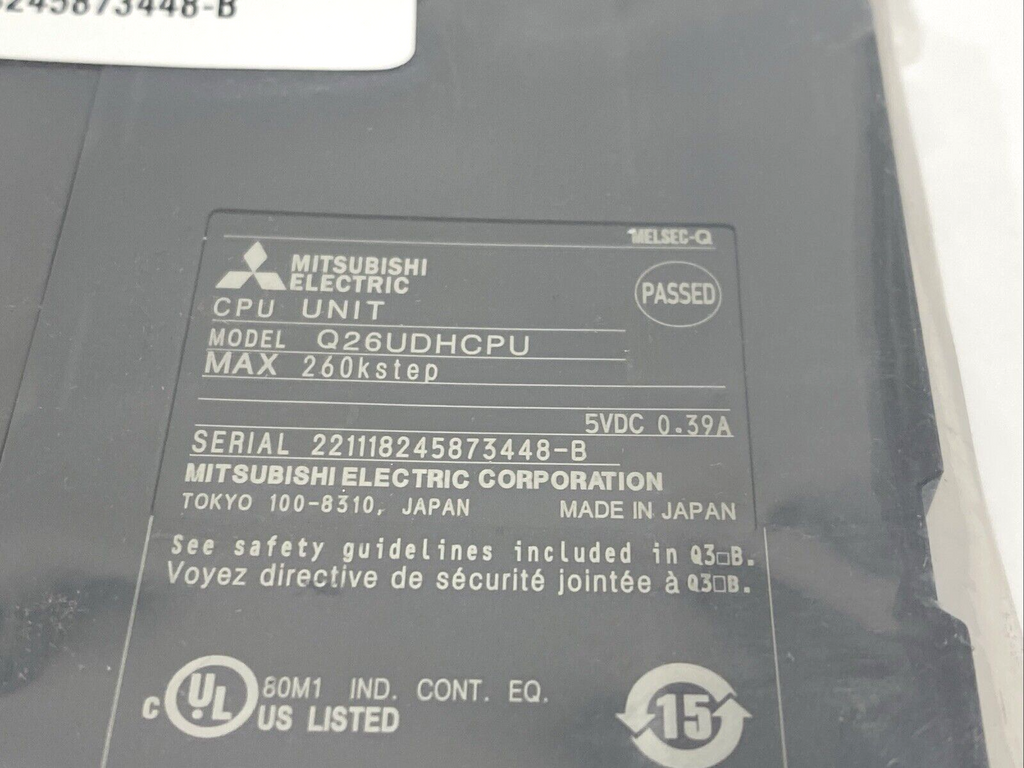 245873448-B
MELSEC-Q
MITSUBISHI
ELECTRIC
PASSED
CPU UNIT
MODEL Q26UDHCPU
MAX 260kstep
5VDC 0.39A
SERIAL 221118245873448-B
MITSUBISHI ELECTRIC CORPORATION
TOKYO 100-8310, JAPAN MADE IN JAPAN
See safety guidelines included in Q3□B.
Voyez directive de sécurité jointée à Q3□B.
C UL US LISTED 80M1 IND. CONT. EQ.
15